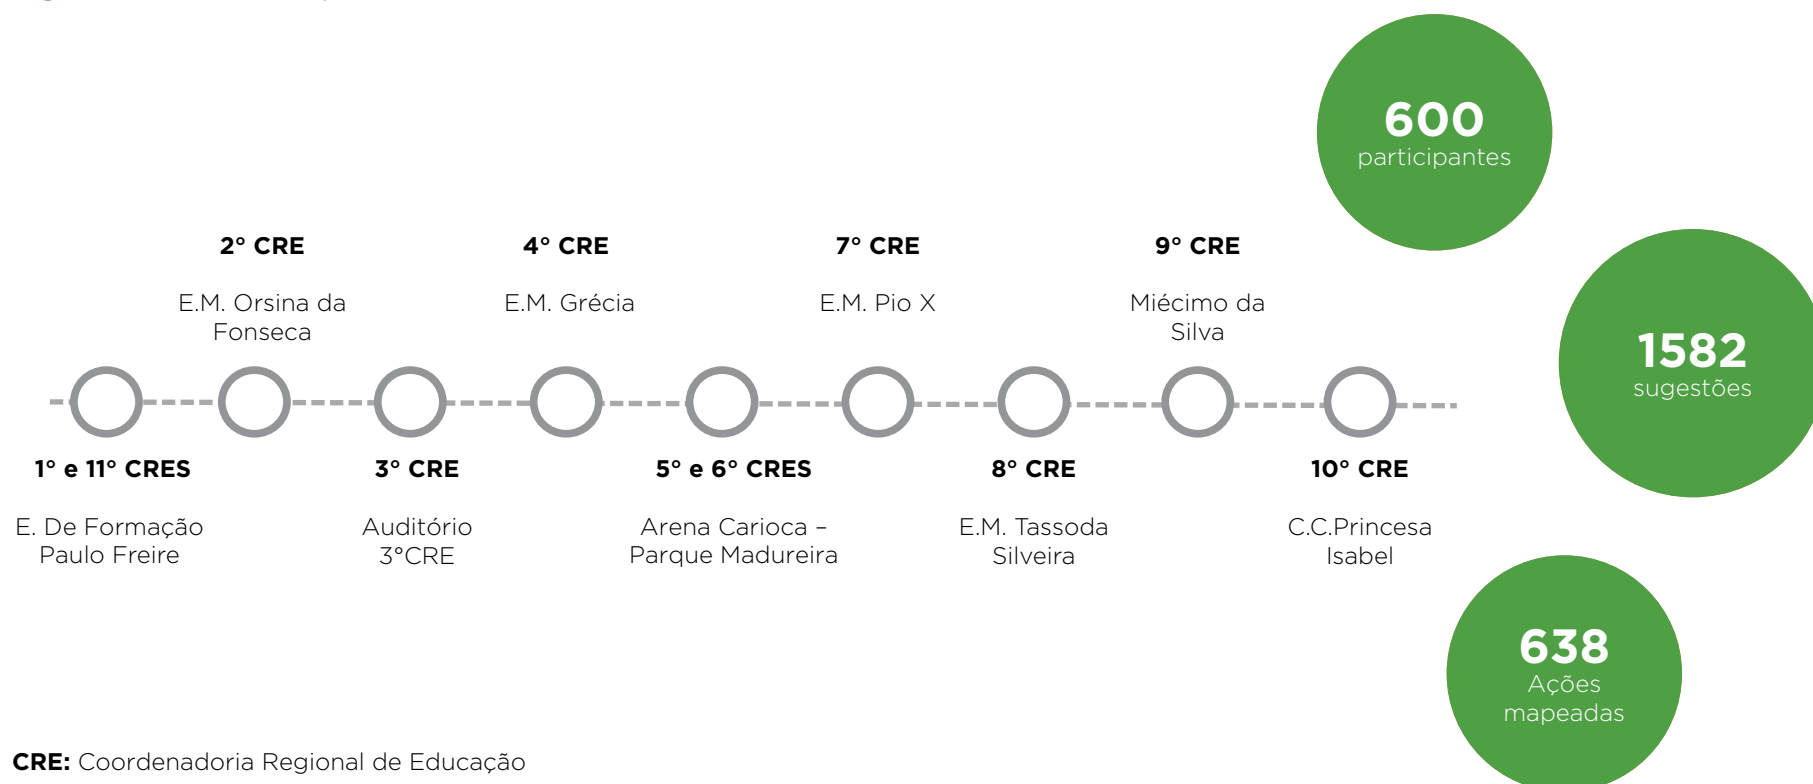 600
participantes
2° CRE
E.M. Orsina da
Fonseca
4° CRE
E.M. Grécia
7° CRE
E.M. Pio X
9° CRE
Miécimo da
Silva
1582
sugestões
1° e 11° CRES
E. De Formação
Paulo Freire
3° CRE
Auditório
3°CRE
5° e 6° CRES
Arena Carioca –
Parque Madureira
8° CRE
E.M. Tassoda
Silveira
10° CRE
C.C.Princesa
Isabel
638
Ações
mapeadas
CRE: Coordenadoria Regional de Educação